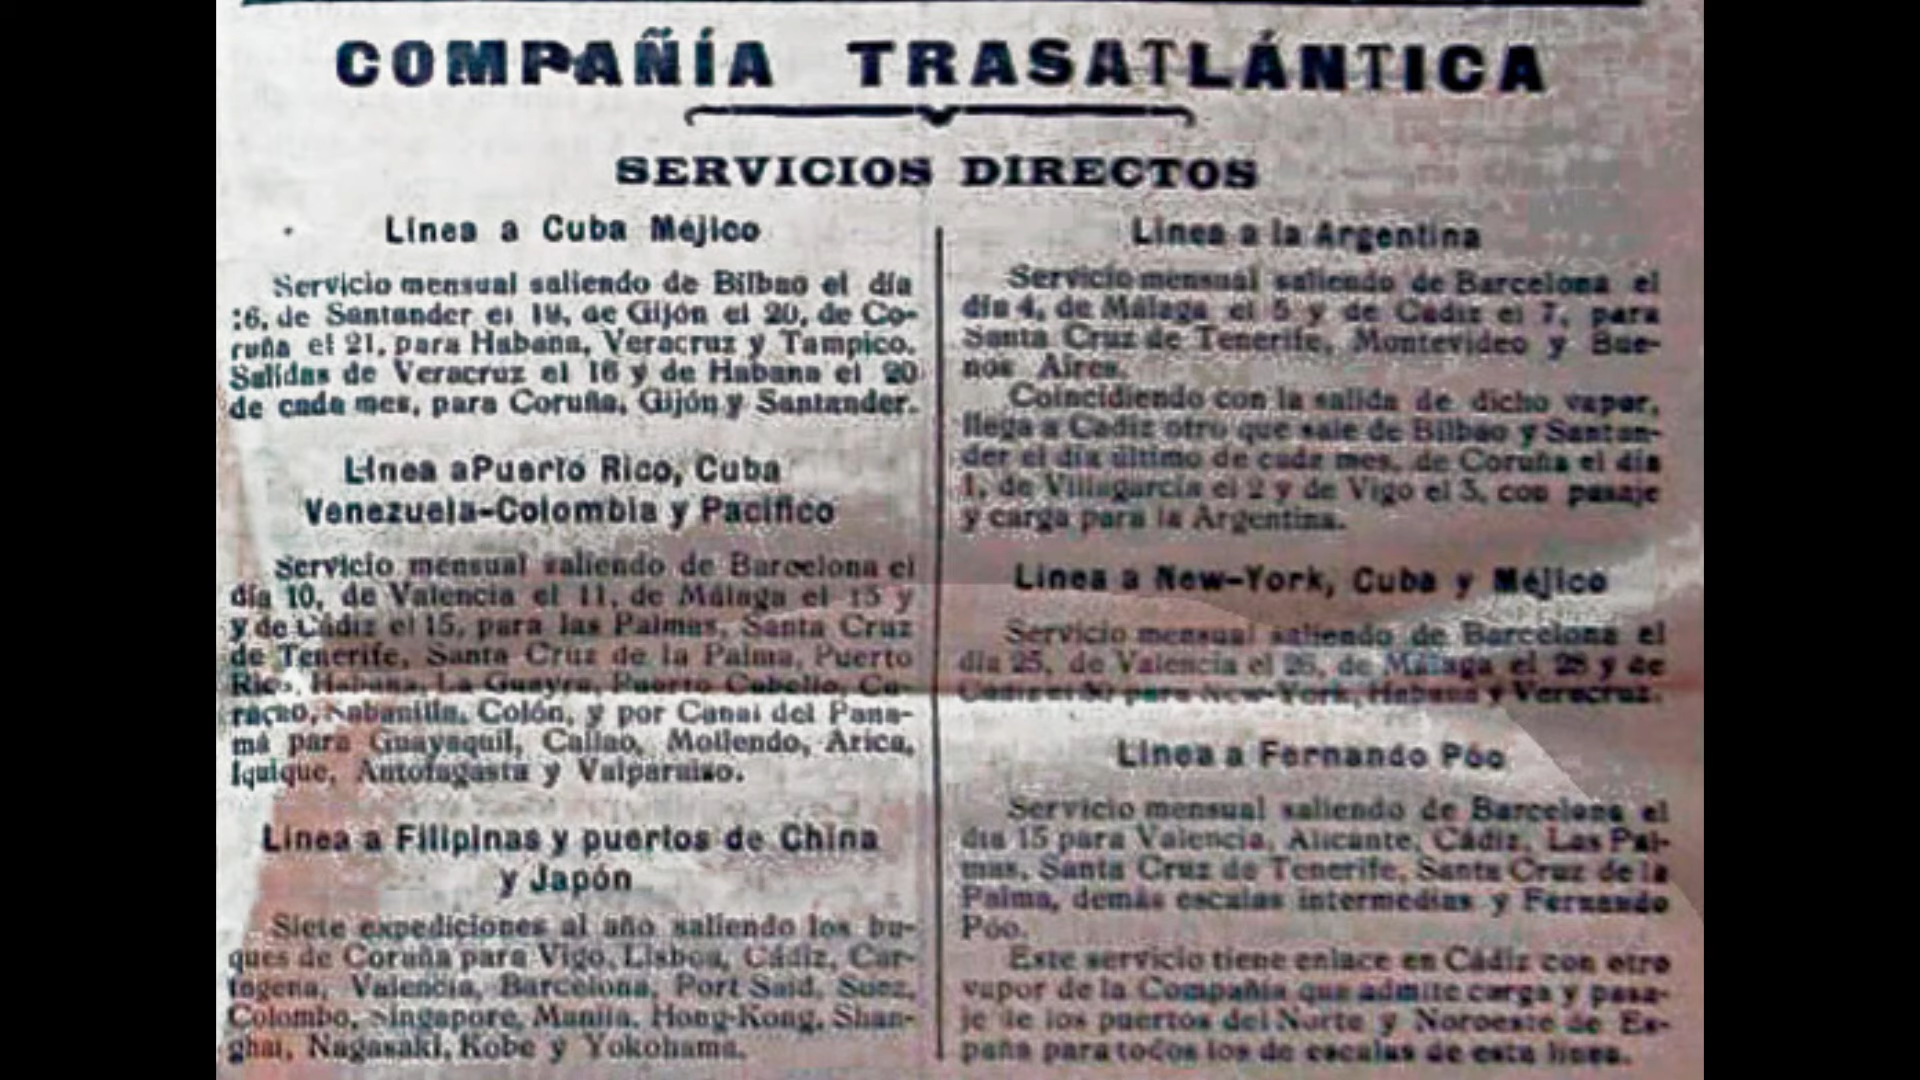 COMPAÑÍA TRASATLÁNTICA
SERVICIOS DIRECTOS
Línea a Cuba Méjico
Servicio mensual saliendo de Bilbao el día
16, de Santander el 19, de Gijón el 20, de Co-
ruña el 21, para Habana, Veracruz y Tampico.
Salidas de Veracruz el 16 y de Habana el 20
de cada mes, para Coruña, Gijón y Santander.
Línea a Puerto Rico, Cuba
Venezuela-Colombia y Pacífico
Servicio mensual saliendo de Barcelona el
día 10, de Valencia el 11, de Málaga el 13 y
y de Cádiz el 15, para las Palmas, Santa Cruz
de Tenerife, Santa Cruz de la Palma, Puerto
Rico, Habana, La Guayra, Puerto Cabello, Cu-
raçao, Sabanilla, Colón, y por Canal del Pana-
má para Guayaquil, Callao, Mollendo, Arica,
Iquique, Antofagasta y Valparaíso.
Línea a Filipinas y puertos de China
y Japón
Siete expediciones al año saliendo los bu-
ques de Coruña para Vigo, Lisboa, Cádiz, Car-
tagena, Valencia, Barcelona, Port Said, Suez,
Colombo, Singapore, Manila, Hong-Kong, Shan-
ghai, Nagasaki, Kobe y Yokohama.
Línea a la Argentina
Servicio mensual saliendo de Barcelona el
día 4, de Málaga el 5 y de Cádiz el 7, para
Santa Cruz de Tenerife, Montevideo y Bue-
nos Aires.
Coincidiendo con la salida de dicho vapor,
llega a Cádiz otro que sale de Bilbao y Santan-
der el día último de cada mes, de Coruña el día
1, de Villagarcía el 2 y de Vigo el 3, con pasaje
y carga para la Argentina.
Línea a New-York, Cuba y Méjico
Servicio mensual saliendo de Barcelona el
día 25, de Valencia el 26, de Málaga el 28 y de
Cádiz el 30 para New-York, Habana y Veracruz.
Línea a Fernando Póo
Servicio mensual saliendo de Barcelona el
día 15 para Valencia, Alicante, Cádiz, Las Pal-
mas, Santa Cruz de Tenerife, Santa Cruz de la
Palma, demás escalas intermedias y Fernando
Póo.
Este servicio tiene enlace en Cádiz con otro
vapor de la Compañía que admite carga y pasa-
je de los puertos del Norte y Noroeste de Es-
paña para todos los de escalas de esta línea.